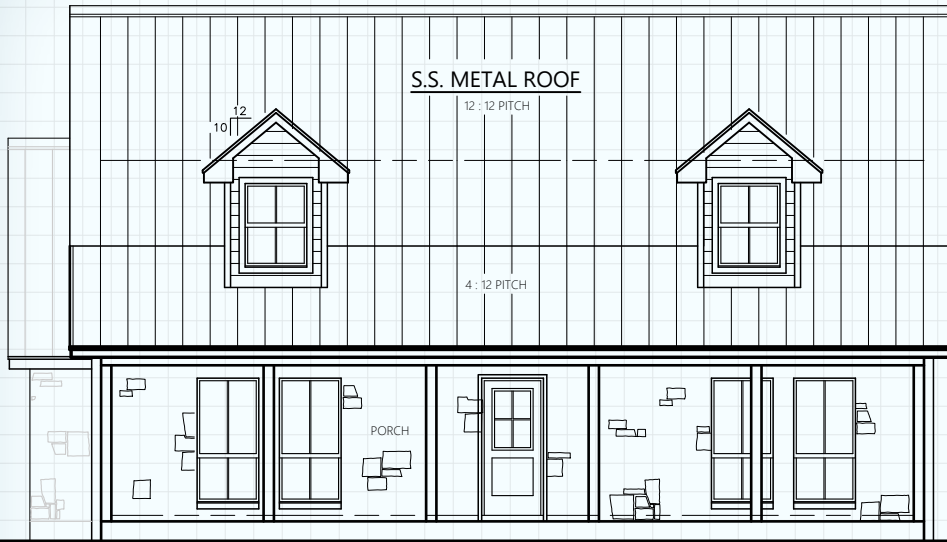 S.S. METAL ROOF
12 : 12 PITCH
12
10
4 : 12 PITCH
PORCH